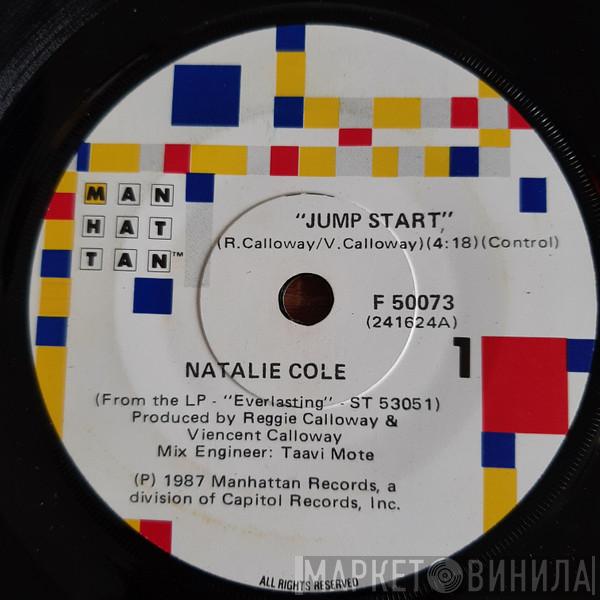 "JUMP START"
(R.Calloway/V.Calloway)(4:18)(Control)
MAN
HAT
TAN™
F 50073
(241624A)
1
NATALIE COLE
(From the LP - "Everlasting" - ST 53051)
Produced by Reggie Calloway &
Viencent Calloway
Mix Engineer: Taavi Mote
(P) 1987 Manhattan Records, a
division of Capitol Records, Inc.
ALL RIGHTS RESERVED
МАРКЕТ ВИНИЛА